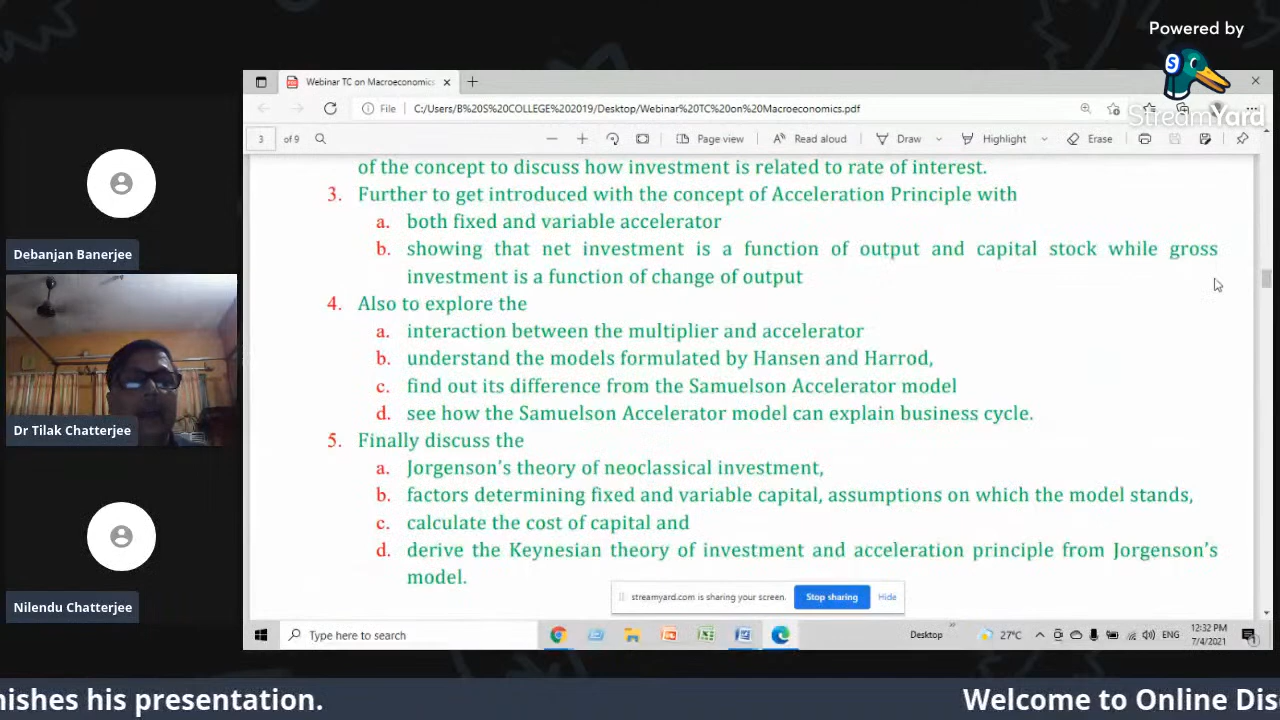 Powered by
StreamYard
Webinar TC on Macroeconomics
File C:/Users/B%20S%20COLLEGE%202019/Desktop/Webinar%20TC%20on%20Macroeconomics.pdf
3 of 9 Page view Read aloud Draw Highlight Erase
of the concept to discuss how investment is related to rate of interest.
3. Further to get introduced with the concept of Acceleration Principle with
a. both fixed and variable accelerator
b. showing that net investment is a function of output and capital stock while gross
investment is a function of change of output
4. Also to explore the
a. interaction between the multiplier and accelerator
b. understand the models formulated by Hansen and Harrod,
c. find out its difference from the Samuelson Accelerator model
d. see how the Samuelson Accelerator model can explain business cycle.
5. Finally discuss the
a. Jorgenson's theory of neoclassical investment,
b. factors determining fixed and variable capital, assumptions on which the model stands,
c. calculate the cost of capital and
d. derive the Keynesian theory of investment and acceleration principle from Jorgenson's
model.
streamyard.com is sharing your screen. Stop sharing Hide
Type here to search Desktop 27°C ENG 12:32 PM
7/4/2021
Debanjan Banerjee
Dr Tilak Chatterjee
Nilendu Chatterjee
nishes his presentation. Welcome to Online Dis